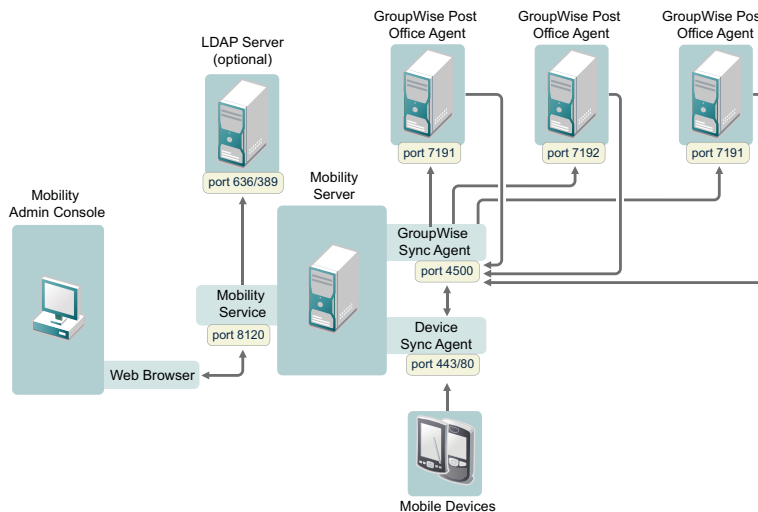 GroupWise Post
Office Agent
GroupWise Post
Office Agent
GroupWise Post
Office Agent
LDAP Server
(optional)
port 7191
port 7192
port 7191
port 636/389
Mobility
Server
Mobility
Admin Console
GroupWise
Sync Agent
port 4500
Mobility
Service
port 8120
Device
Sync Agent
port 443/80
Web Browser
Mobile Devices